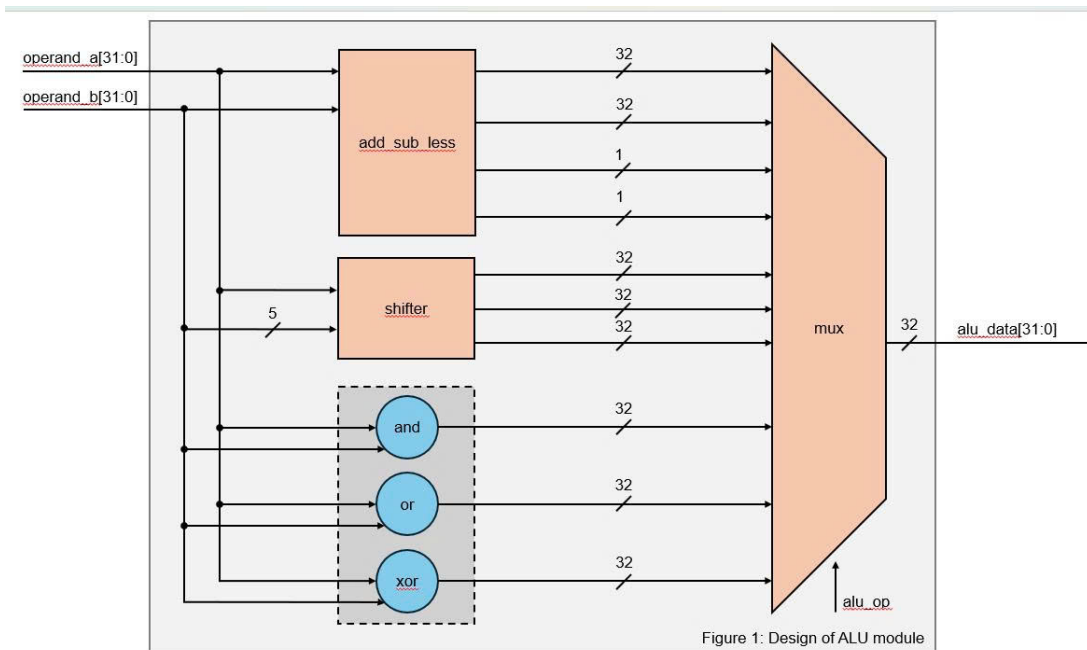 operand_a[31:0]
operand_b[31:0]
add_sub_less
32
32
1
1
shifter
5
32
32
32
mux
32
alu_data[31:0]
and
32
or
32
xor
32
alu_op
Figure 1: Design of ALU module